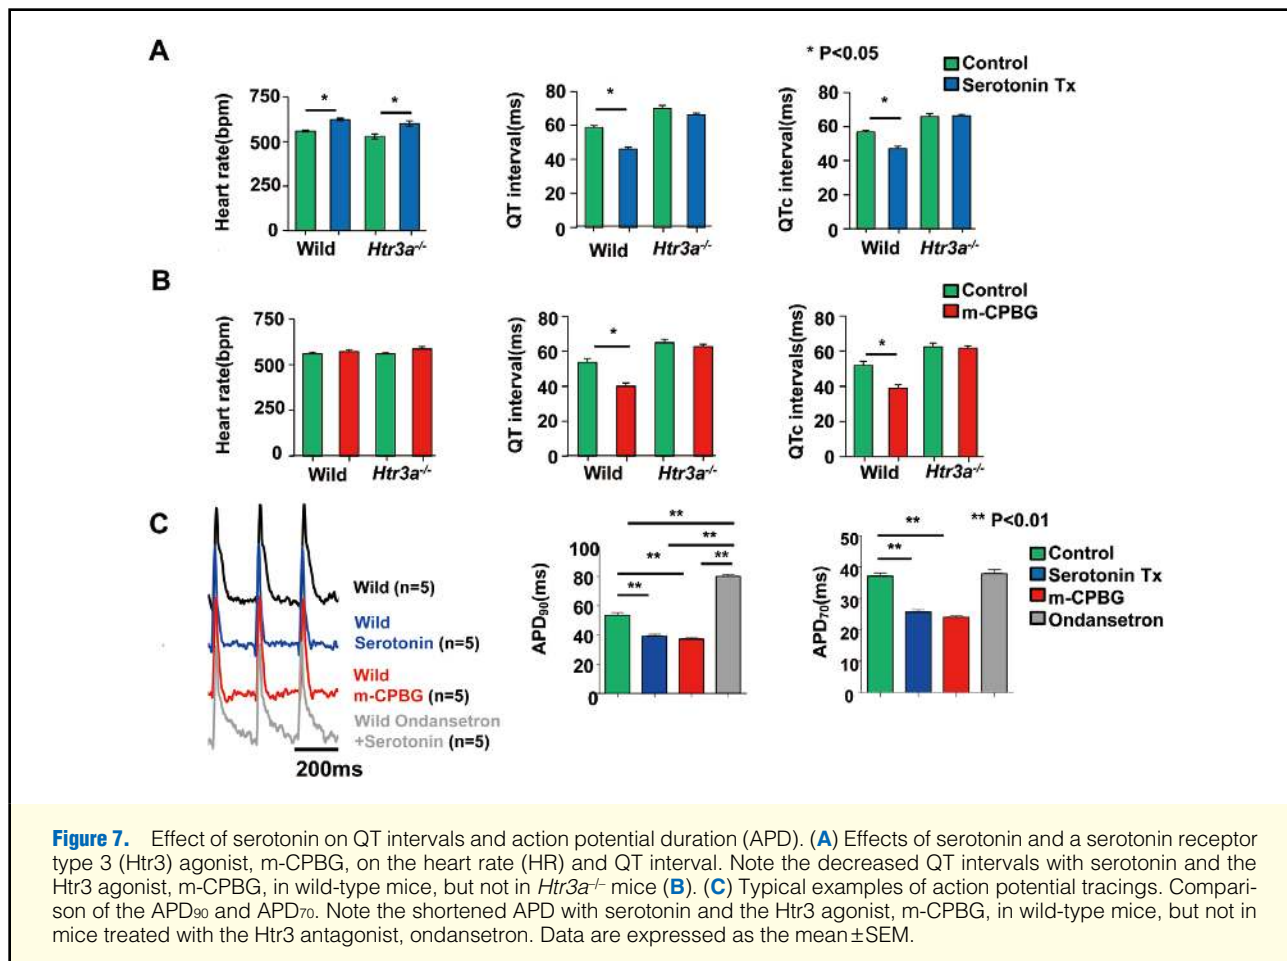 A
* P<0.05
Control
Serotonin Tx
Heart rate(bpm)
750
500
250
0
*
*
Wild
Htr3a-/-
QT interval(ms)
80
60
40
20
0
*
Wild
Htr3a-/-
QTc interval(ms)
80
60
40
20
0
*
Wild
Htr3a-/-
B
Control
m-CPBG
Heart rate(bpm)
750
500
250
0
Wild
Htr3a-/-
QT interval(ms)
80
60
40
20
0
*
Wild
Htr3a-/-
QTc intervals(ms)
80
60
40
20
0
*
Wild
Htr3a-/-
C
Wild (n=5)
Wild
Serotonin (n=5)
Wild
m-CPBG (n=5)
Wild Ondansetron
+Serotonin (n=5)
200ms
APD90(ms)
100
80
60
40
20
0
**
**
**
**
**
APD70(ms)
50
40
30
20
10
0
**
**
** P<0.01
Control
Serotonin Tx
m-CPBG
Ondansetron
Figure 7. Effect of serotonin on QT intervals and action potential duration (APD). (A) Effects of serotonin and a serotonin receptor
type 3 (Htr3) agonist, m-CPBG, on the heart rate (HR) and QT interval. Note the decreased QT intervals with serotonin and the
Htr3 agonist, m-CPBG, in wild-type mice, but not in Htr3a–/– mice (B). (C) Typical examples of action potential tracings. Compari-
son of the APD90 and APD70. Note the shortened APD with serotonin and the Htr3 agonist, m-CPBG, in wild-type mice, but not in
mice treated with the Htr3 antagonist, ondansetron. Data are expressed as the mean±SEM.